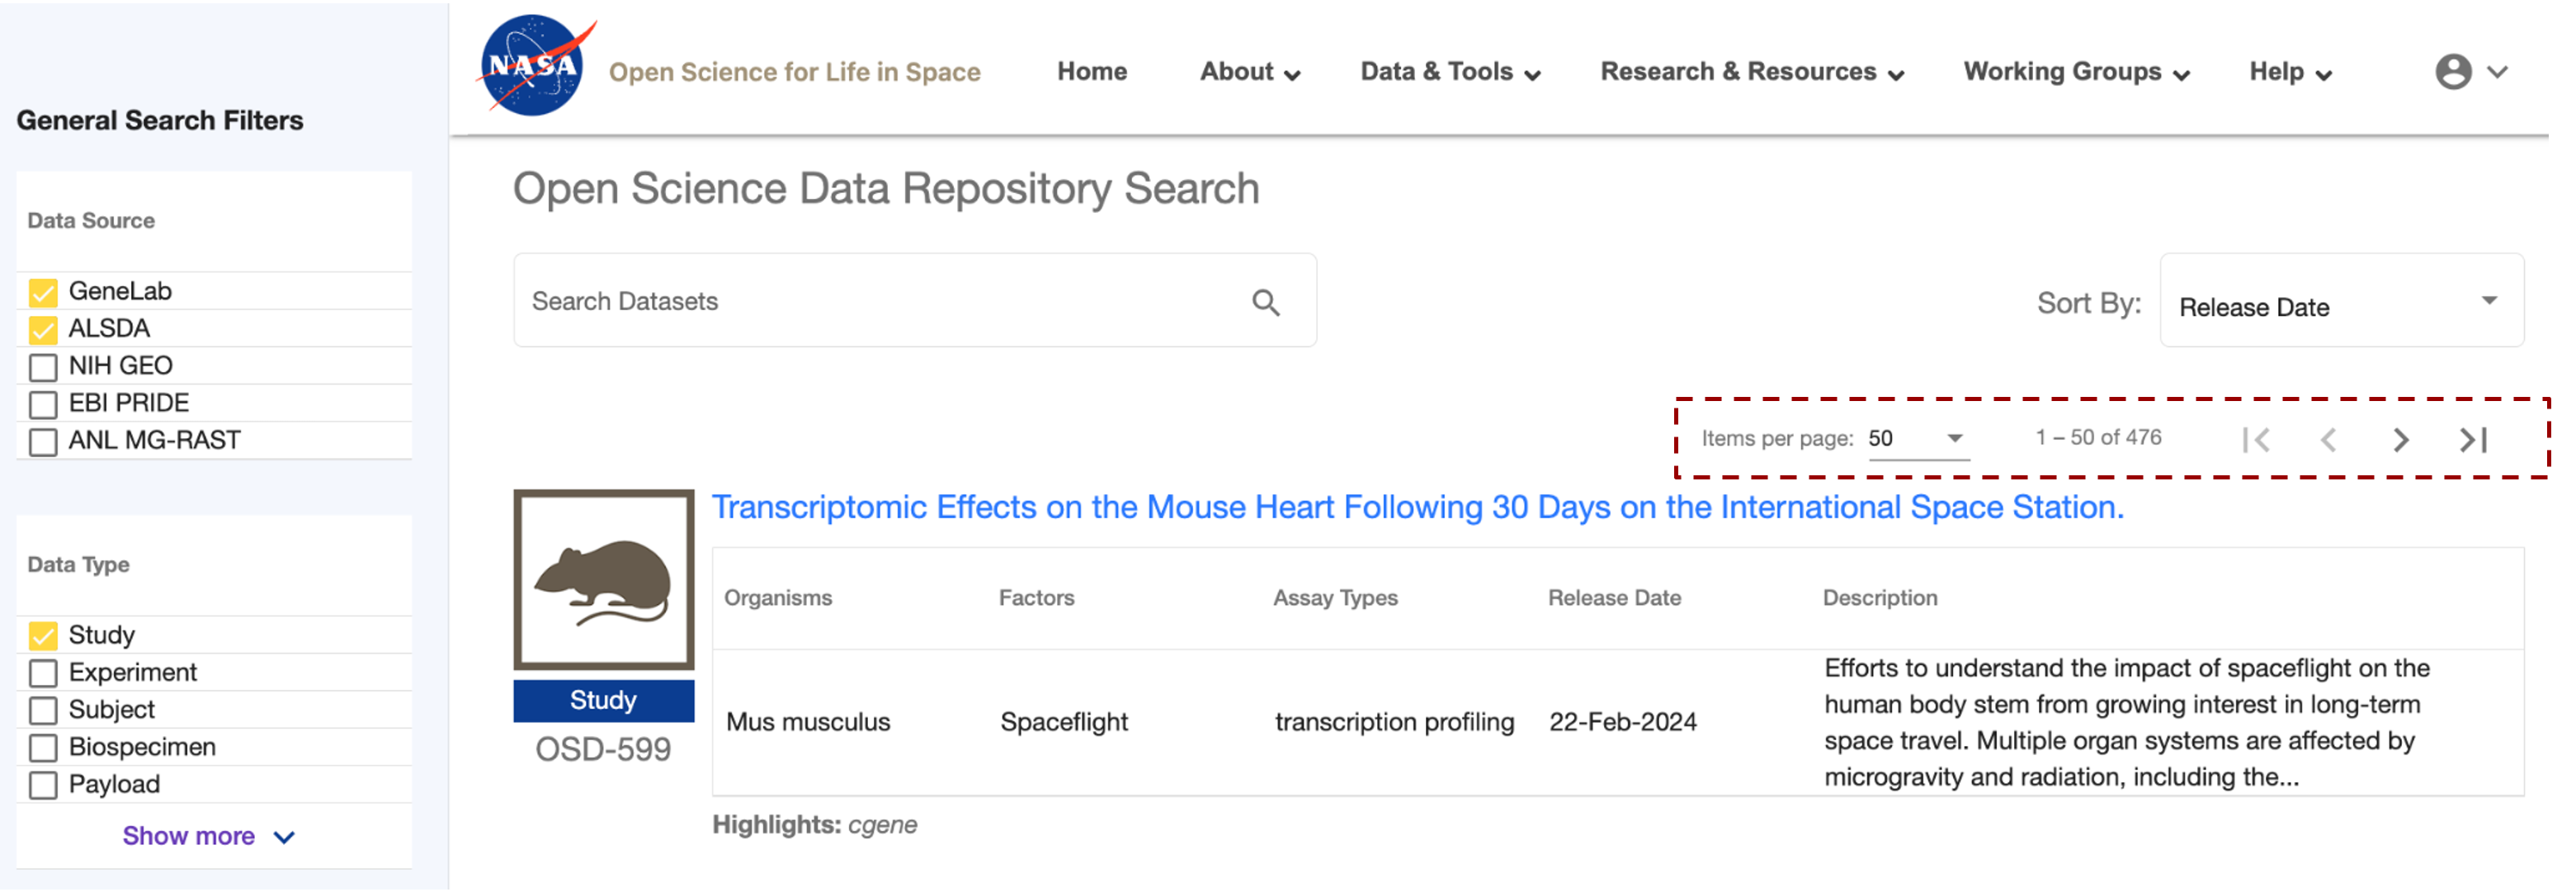 General Search Filters
Data Source
GeneLab
ALSDA
NIH GEO
EBI PRIDE
ANL MG-RAST
Data Type
Study
Experiment
Subject
Biospecimen
Payload
Show more
NASA
Open Science for Life in Space
Home About Data & Tools Research & Resources Working Groups Help
Open Science Data Repository Search
Search Datasets
Sort By: Release Date
Items per page: 50 1 – 50 of 476
Transcriptomic Effects on the Mouse Heart Following 30 Days on the International Space Station.
Study
OSD-599
Organisms Factors Assay Types Release Date Description
Mus musculus Spaceflight transcription profiling 22-Feb-2024
Efforts to understand the impact of spaceflight on the
human body stem from growing interest in long-term
space travel. Multiple organ systems are affected by
microgravity and radiation, including the...
Highlights: cgene